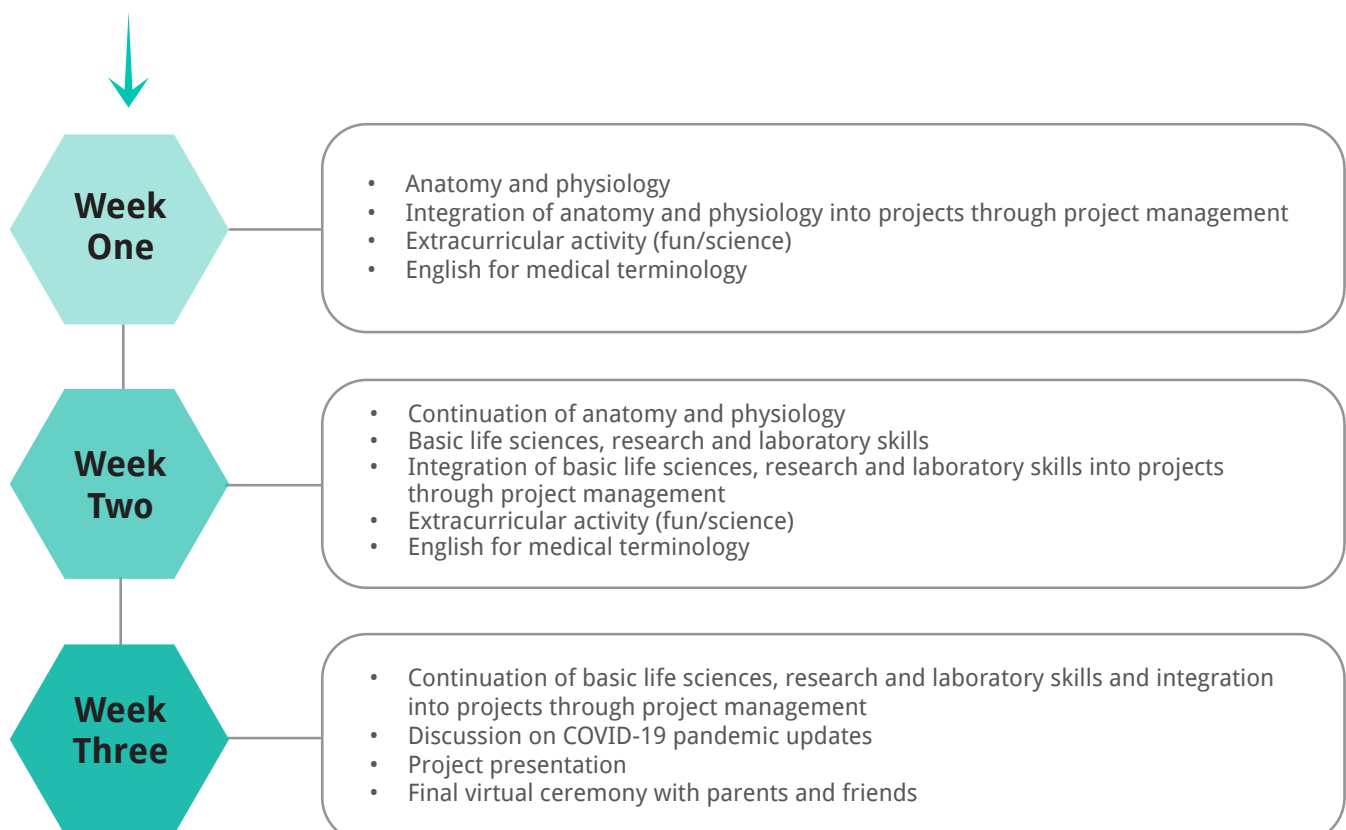 Week
One
• Anatomy and physiology
• Integration of anatomy and physiology into projects through project management
• Extracurricular activity (fun/science)
• English for medical terminology
Week
Two
• Continuation of anatomy and physiology
• Basic life sciences, research and laboratory skills
• Integration of basic life sciences, research and laboratory skills into projects
through project management
• Extracurricular activity (fun/science)
• English for medical terminology
Week
Three
• Continuation of basic life sciences, research and laboratory skills and integration
into projects through project management
• Discussion on COVID-19 pandemic updates
• Project presentation
• Final virtual ceremony with parents and friends